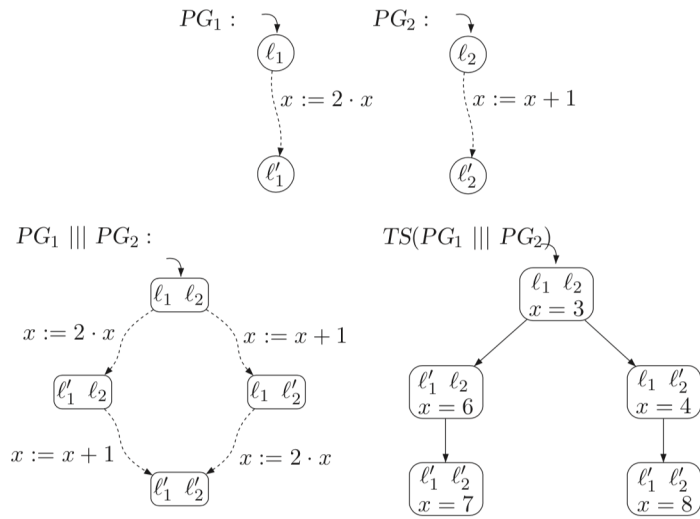 PG₁ : PG₂ :
ℓ₁ ℓ₂
x := 2 · x x := x + 1
ℓ′₁ ℓ′₂
PG₁ ||| PG₂ :
ℓ₁ ℓ₂
x := 2 · x x := x + 1
ℓ′₁ ℓ₂ ℓ₁ ℓ′₂
x := x + 1 x := 2 · x
ℓ′₁ ℓ′₂
TS(PG₁ ||| PG₂)
ℓ₁ ℓ₂
x = 3
ℓ′₁ ℓ₂
x = 6
ℓ₁ ℓ′₂
x = 4
ℓ′₁ ℓ′₂
x = 7
ℓ′₁ ℓ′₂
x = 8